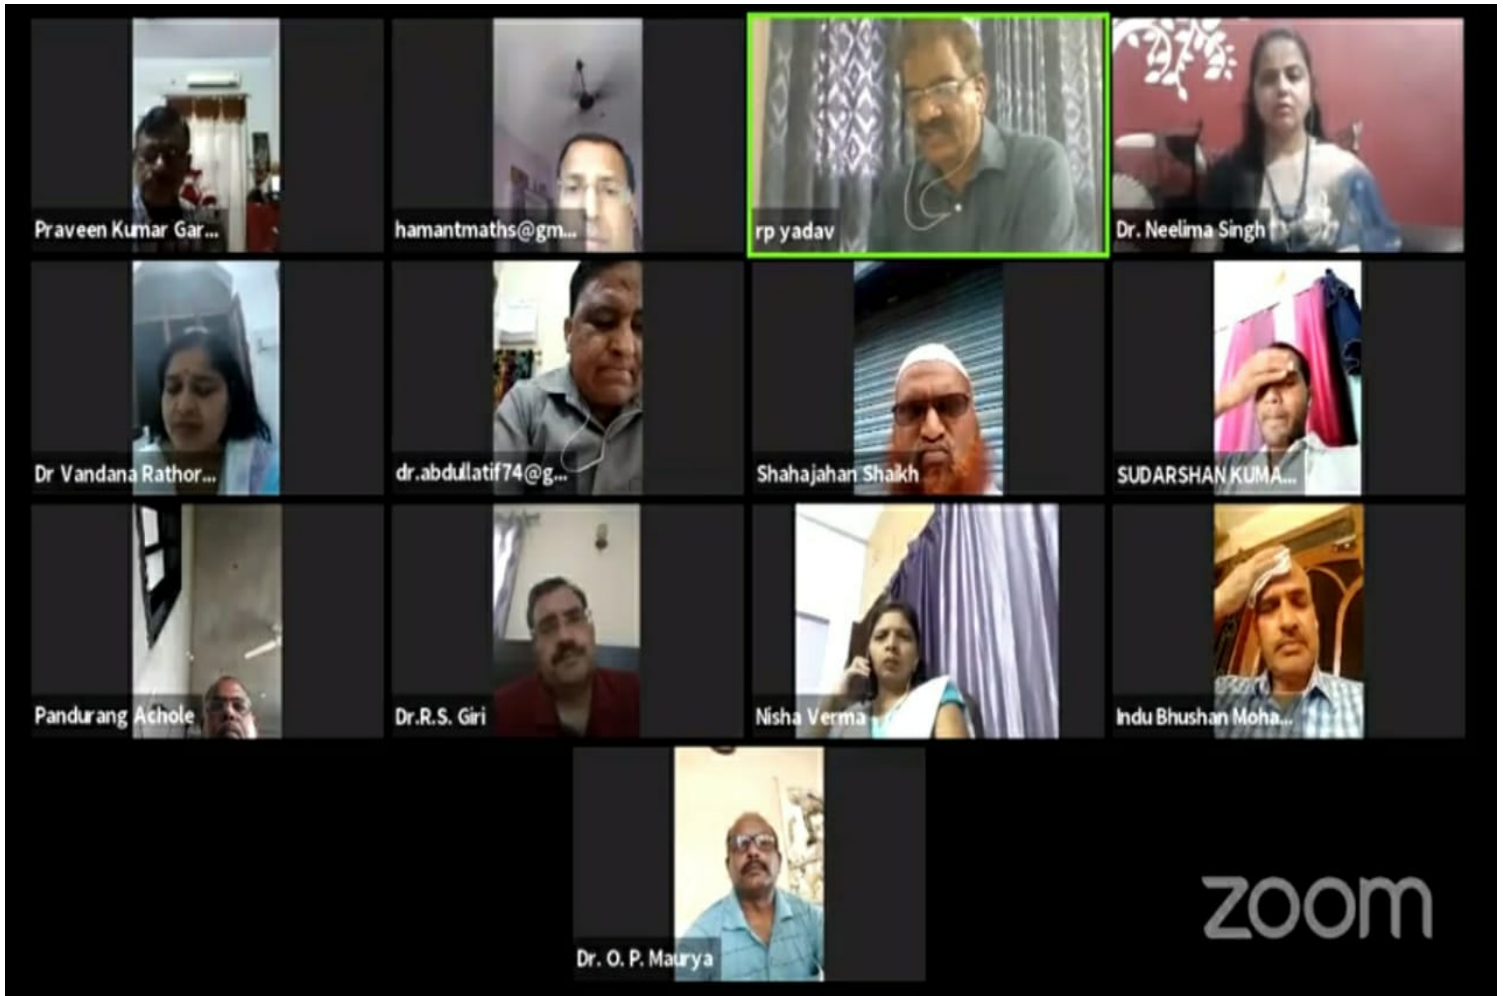 Praveen Kumar Gar...
hamantmaths@gm...
rp yadav
Dr. Neelima Singh
Dr Vandana Rathor...
dr.abdullatif74@g...
Shahajahan Shaikh
SUDARSHAN KUMA...
Pandurang Achole
Dr.R.S. Giri
Nisha Verma
Indu Bhushan Moha...
Dr. O. P. Maurya
zoom